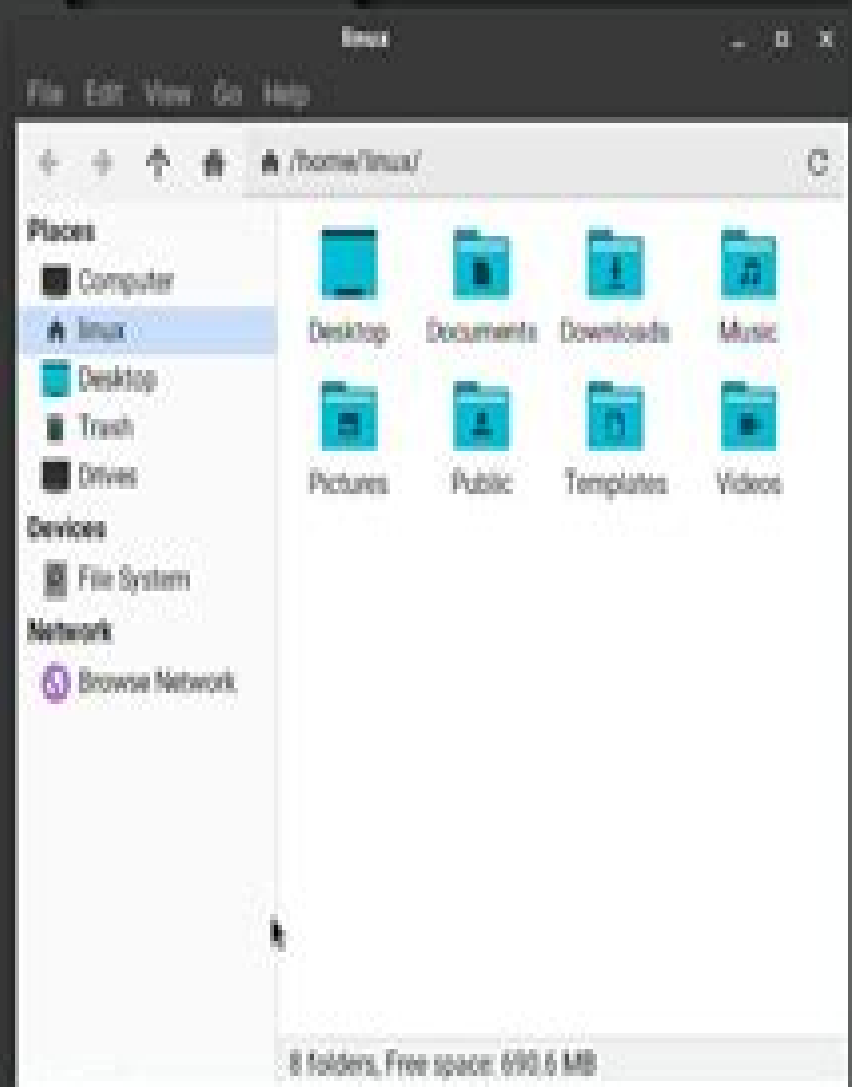 linux
File Edit View Go Help
/home/linux/
Places
Computer
linux
Desktop
Trash
Drives
Devices
File System
Network
Browse Network
Desktop Documents Downloads Music
Pictures Public Templates Videos
8 folders, Free space: 690.6 MB